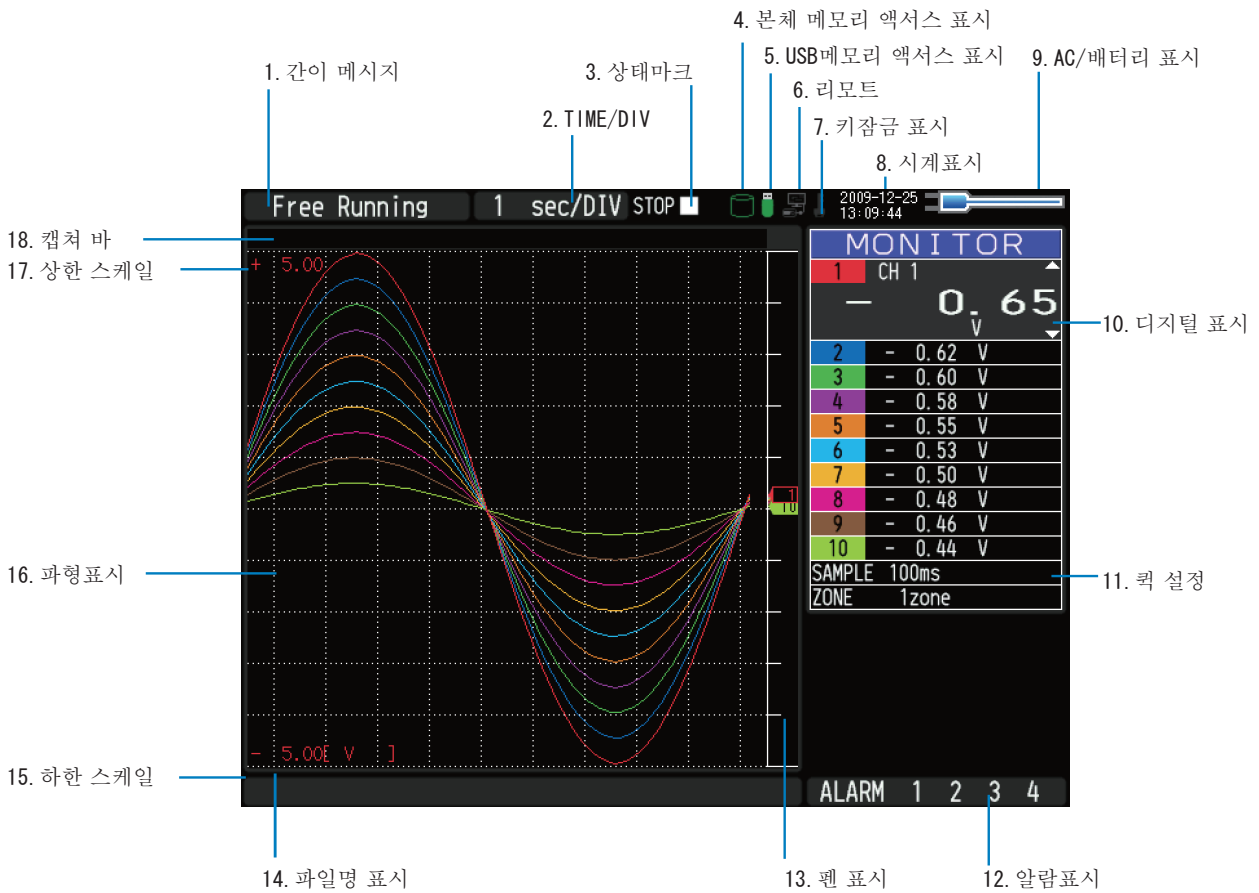 4. 본체 메모리 액서스 표시
5. USB메모리 액서스 표시
9. AC/배터리 표시
1. 간이 메시지
3. 상태마크
6. 리모트
2. TIME/DIV
7. 키잠금 표시
8. 시계표시
Free Running
1 sec/DIV
STOP
2009-12-25
13:09:44
18. 캡쳐 바
17. 상한 스케일
+ 5.00
MONITOR
1 CH 1
- 0.65
V
10. 디지털 표시
2 - 0.62 V
3 - 0.60 V
4 - 0.58 V
5 - 0.55 V
6 - 0.53 V
7 - 0.50 V
8 - 0.48 V
9 - 0.46 V
10 - 0.44 V
1
10
SAMPLE 100ms
ZONE 1zone
11. 퀵 설정
16. 파형표시
- 5.00[ V ]
15. 하한 스케일
ALARM 1 2 3 4
14. 파일명 표시
13. 펜 표시
12. 알람표시